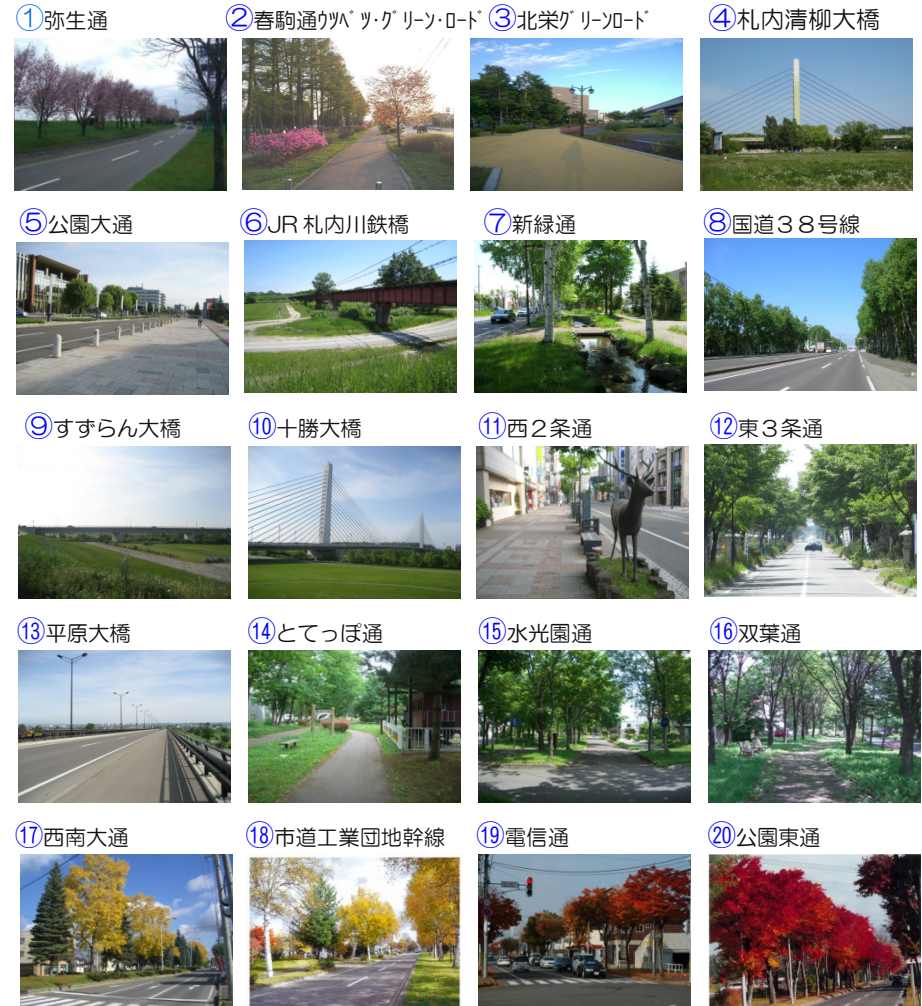 ①弥生通
②春駒通ｳﾂﾍﾞﾂ・ｸﾞﾘｰﾝ・ﾛｰﾄﾞ
③北栄ｸﾞﾘｰﾝﾛｰﾄﾞ
④札内清柳大橋
⑤公園大通
⑥JR 札内川鉄橋
⑦新緑通
⑧国道３８号線
⑨すずらん大橋
⑩十勝大橋
⑪西２条通
⑫東３条通
⑬平原大橋
⑭とてっぽ通
⑮水光園通
⑯双葉通
⑰西南大通
⑱市道工業団地幹線
⑲電信通
⑳公園東通